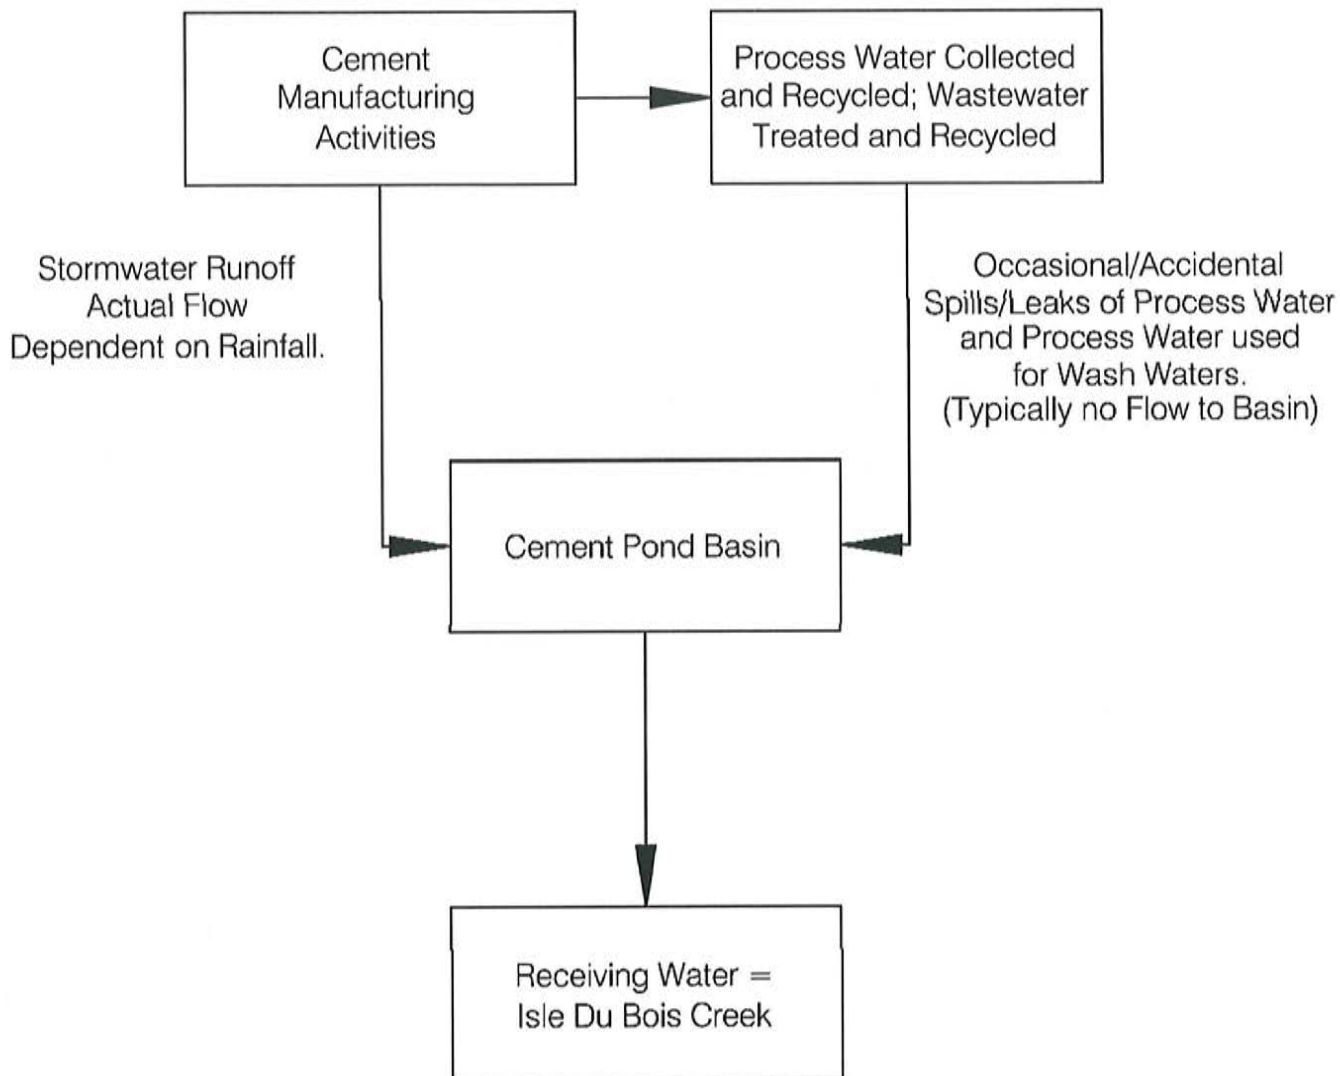 Cement
Manufacturing
Activities
Process Water Collected
and Recycled; Wastewater
Treated and Recycled
Stormwater Runoff
Actual Flow
Dependent on Rainfall.
Occasional/Accidental
Spills/Leaks of Process Water
and Process Water used
for Wash Waters.
(Typically no Flow to Basin)
Cement Pond Basin
Receiving Water =
Isle Du Bois Creek